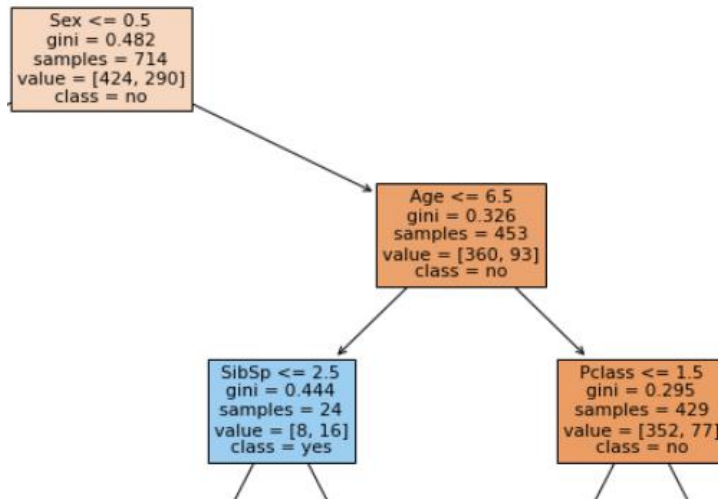 Sex <= 0.5
gini = 0.482
samples = 714
value = [424, 290]
class = no
Age <= 6.5
gini = 0.326
samples = 453
value = [360, 93]
class = no
SibSp <= 2.5
gini = 0.444
samples = 24
value = [8, 16]
class = yes
Pclass <= 1.5
gini = 0.295
samples = 429
value = [352, 77]
class = no